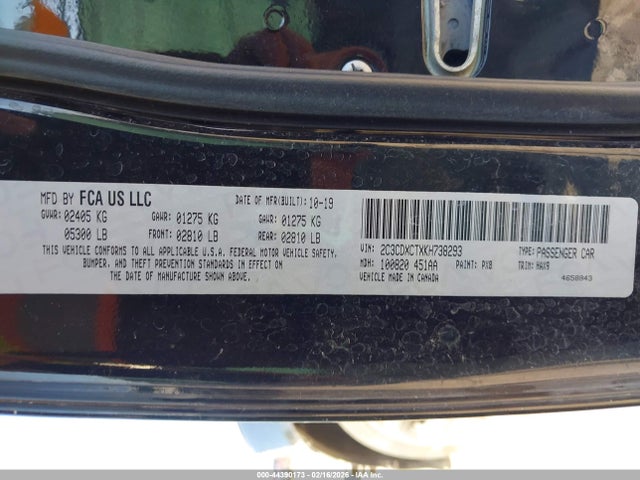 MFD BY FCA US LLC DATE OF MFR(BUILT): 10-19
GVWR: 02405 KG GAWR: 01275 KG GAWR: 01275 KG
05300 LB FRONT: 02810 LB REAR: 02810 LB
THIS VEHICLE CONFORMS TO ALL APPLICABLE U.S. FEDERAL MOTOR VEHICLE SAFETY,
BUMPER, AND THEFT PREVENTION STANDARDS IN EFFECT ON
THE DATE OF MANUFACTURE SHOWN ABOVE.
VIN: 2C3CDXCTXKH738293 TYPE: PASSENGER CAR
MDH: 100820 451AA PAINT: PX8 TRIM: HAX9
VEHICLE MADE IN CANADA 4658943
000-44390173 - 02/16/2026 - IAAI.COM